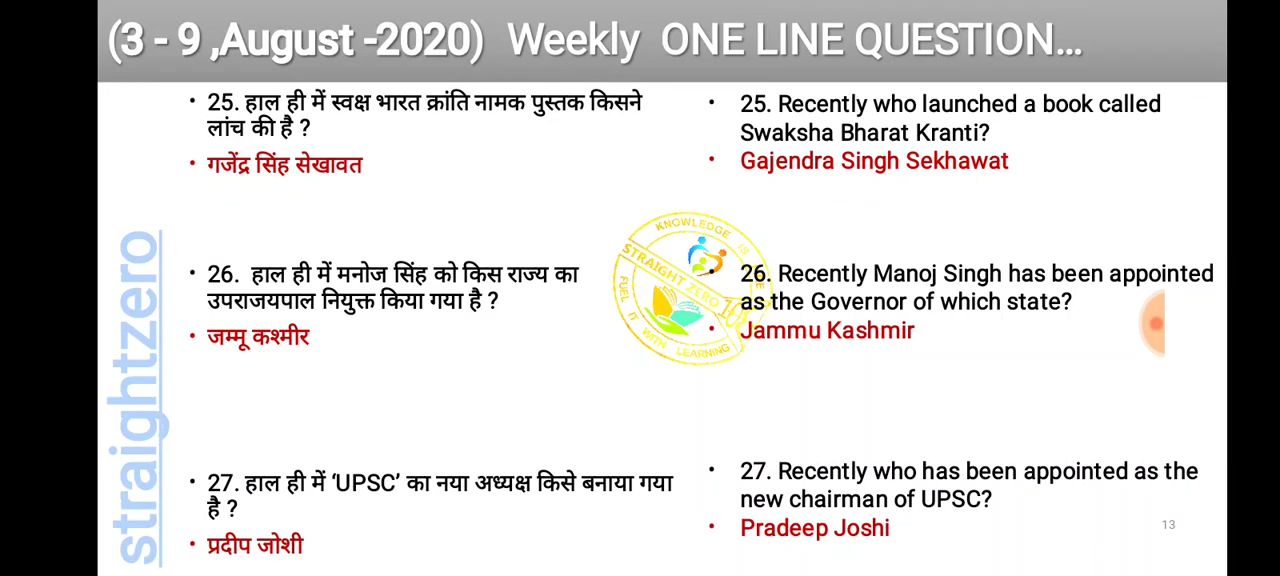 (3 - 9 ,August -2020) Weekly ONE LINE QUESTION...
straightzero
• 25. हाल ही में स्वक्ष भारत क्रांति नामक पुस्तक किसने
लांच की है ?
• गजेंद्र सिंह सेखावत
• 26. हाल ही में मनोज सिंह को किस राज्य का
उपराजयपाल नियुक्त किया गया है ?
• जम्मू कश्मीर
• 27. हाल ही में ‘UPSC’ का नया अध्यक्ष किसे बनाया गया
है ?
• प्रदीप जोशी
KNOWLEDGE IS
STRAIGHT ZERO
FUEL IT WITH LEARNING
• 25. Recently who launched a book called
Swaksha Bharat Kranti?
• Gajendra Singh Sekhawat
• 26. Recently Manoj Singh has been appointed
as the Governor of which state?
• Jammu Kashmir
• 27. Recently who has been appointed as the
new chairman of UPSC?
• Pradeep Joshi
13